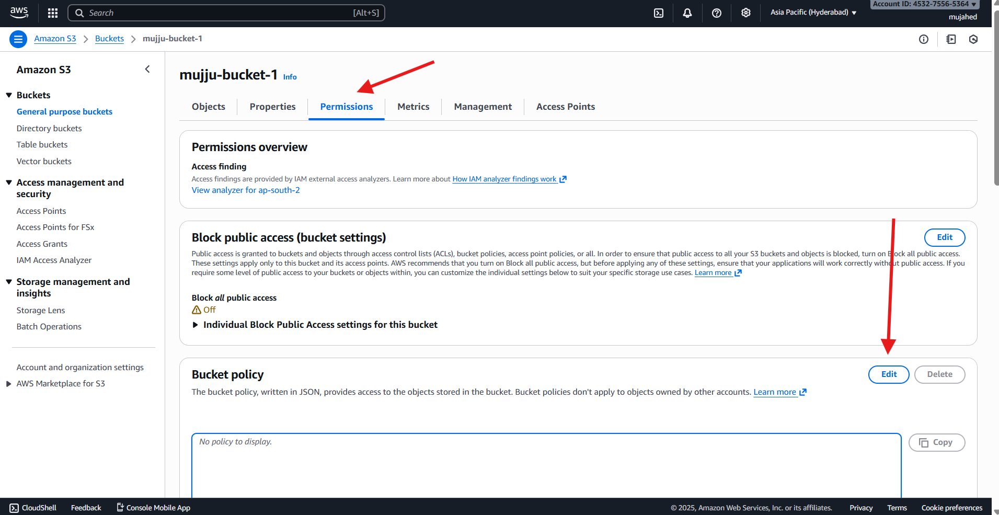 aws
Search
[Alt+S]
Asia Pacific (Hyderabad)
Account ID: 4532-7556-5364
mujahed
Amazon S3
Buckets
mujju-bucket-1
Amazon S3
Buckets
General purpose buckets
Directory buckets
Table buckets
Vector buckets
Access management and
security
Access Points
Access Points for FSx
Access Grants
IAM Access Analyzer
Storage management and
insights
Storage Lens
Batch Operations
Account and organization settings
AWS Marketplace for S3
mujju-bucket-1 Info
Objects
Properties
Permissions
Metrics
Management
Access Points
Permissions overview
Access finding
Access findings are provided by IAM external access analyzers. Learn more about How IAM analyzer findings work
View analyzer for ap-south-2
Block public access (bucket settings)
Edit
Public access is granted to buckets and objects through access control lists (ACLs), bucket policies, access point policies, or all. In order to ensure that public access to all your S3 buckets and objects is blocked, turn on Block all public access.
These settings apply only to this bucket and its access points. AWS recommends that you turn on Block all public access, but before applying any of these settings, ensure that your applications will work correctly without public access. If you
require some level of public access to your buckets or objects within, you can customize the individual settings below to suit your specific storage use cases. Learn more
Block all public access
Off
Individual Block Public Access settings for this bucket
Bucket policy
Edit
Delete
The bucket policy, written in JSON, provides access to the objects stored in the bucket. Bucket policies don't apply to objects owned by other accounts. Learn more
No policy to display.
Copy
CloudShell
Feedback
Console Mobile App
© 2025, Amazon Web Services, Inc. or its affiliates.
Privacy
Terms
Cookie preferences